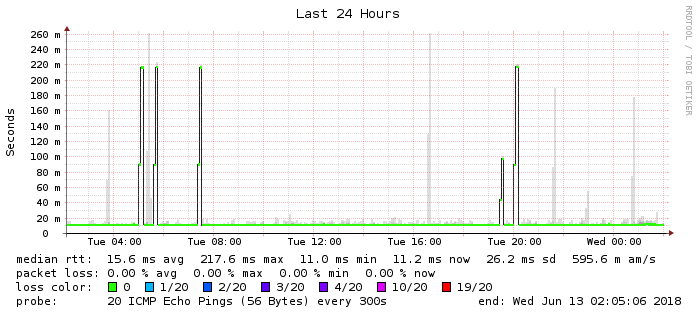 Last 24 Hours
RRDTOOL / TOBI OETIKER
Seconds
260 m
240 m
220 m
200 m
180 m
160 m
140 m
120 m
100 m
80 m
60 m
40 m
20 m
0
Tue 04:00 Tue 08:00 Tue 12:00 Tue 16:00 Tue 20:00 Wed 00:00
median rtt: 15.6 ms avg 217.6 ms max 11.0 ms min 11.2 ms now 26.2 ms sd 595.6 m am/s
packet loss: 0.00 % avg 0.00 % max 0.00 % min 0.00 % now
loss color: 0 1/20 2/20 3/20 4/20 10/20 19/20
probe: 20 ICMP Echo Pings (56 Bytes) every 300s end: Wed Jun 13 02:05:06 2018